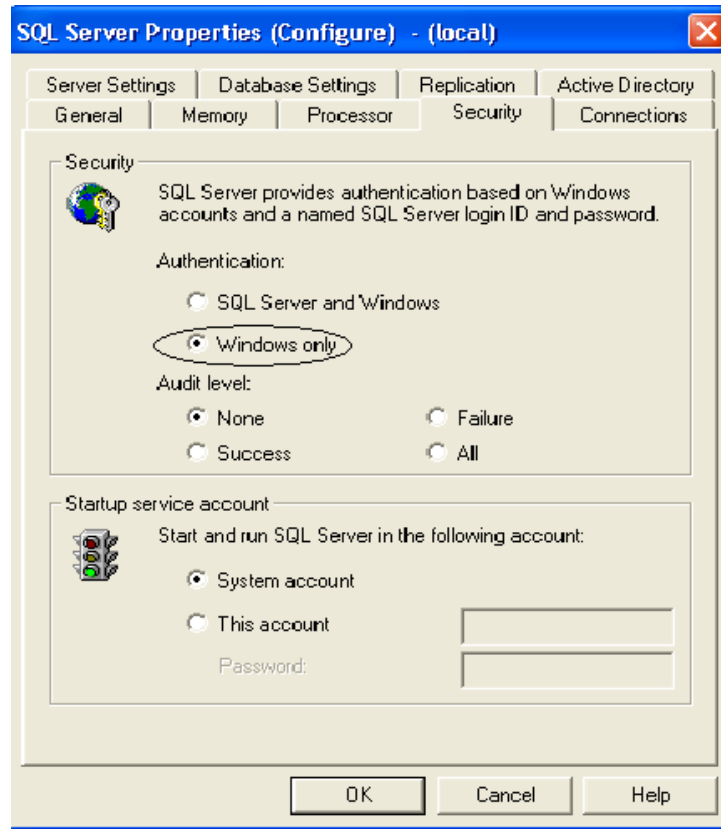 SQL Server Properties (Configure) - (local)
Server Settings Database Settings Replication Active Directory
General Memory Processor Security Connections
Security
SQL Server provides authentication based on Windows
accounts and a named SQL Server login ID and password.
Authentication:
SQL Server and Windows
Windows only
Audit level:
None Failure
Success All
Startup service account
Start and run SQL Server in the following account:
System account
This account
Password:
OK Cancel Help